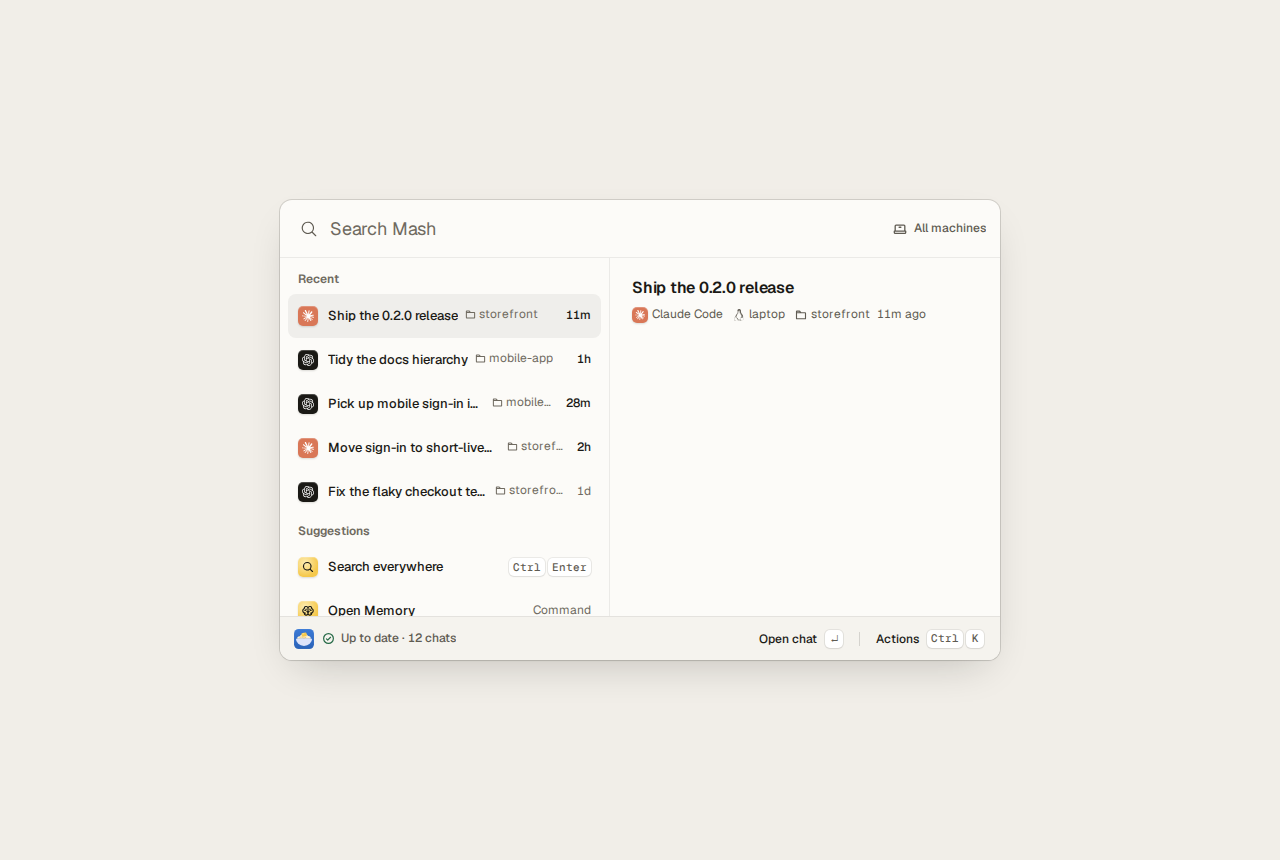 Search Mash
All machines
Recent
Ship the 0.2.0 release storefront 11m
Tidy the docs hierarchy mobile-app 1h
Pick up mobile sign-in i… mobile… 28m
Move sign-in to short-live… storef… 2h
Fix the flaky checkout te… storefro… 1d
Suggestions
Search everywhere Ctrl Enter
Open Memory Command
Ship the 0.2.0 release
Claude Code laptop storefront 11m ago
Up to date · 12 chats
Open chat ↵ Actions Ctrl K